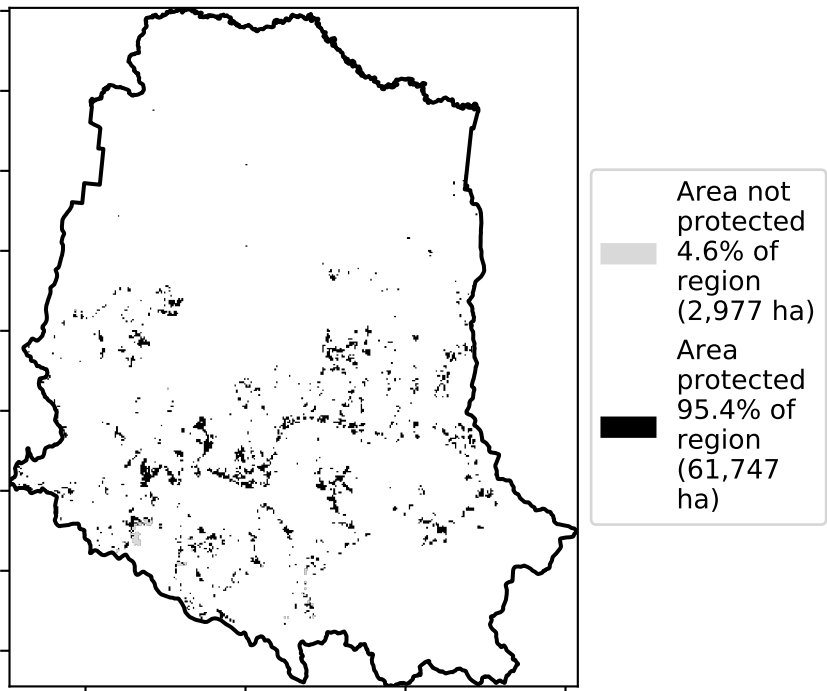 Area not
protected
4.6% of
region
(2,977 ha)
Area
protected
95.4% of
region
(61,747
ha)